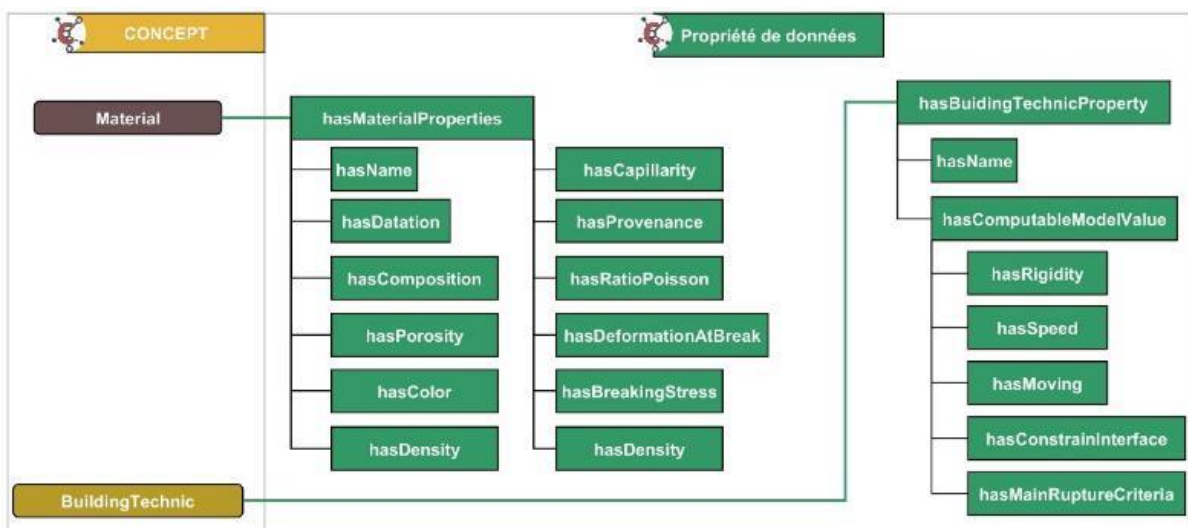 CONCEPT
Propriété de données
Material
hasMaterialProperties
hasName
hasDatation
hasComposition
hasPorosity
hasColor
hasDensity
hasCapillarity
hasProvenance
hasRatioPoisson
hasDeformationAtBreak
hasBreakingStress
hasDensity
BuildingTechnic
hasBuidingTechnicProperty
hasName
hasComputableModelValue
hasRigidity
hasSpeed
hasMoving
hasConstrainInterface
hasMainRuptureCriteria